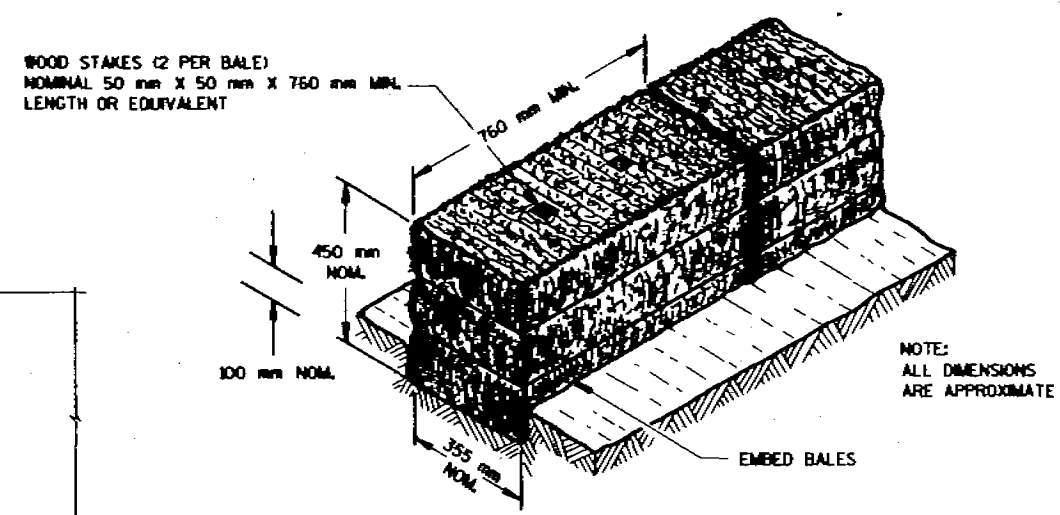 WOOD STAKES (2 PER BALE)
NOMINAL 50 mm X 50 mm X 760 mm MIN.
LENGTH OR EQUIVALENT
760 mm MIN.
450 mm
NOM.
100 mm NOM.
355 mm
NOM.
NOTE:
ALL DIMENSIONS
ARE APPROXIMATE
EMBED BALES